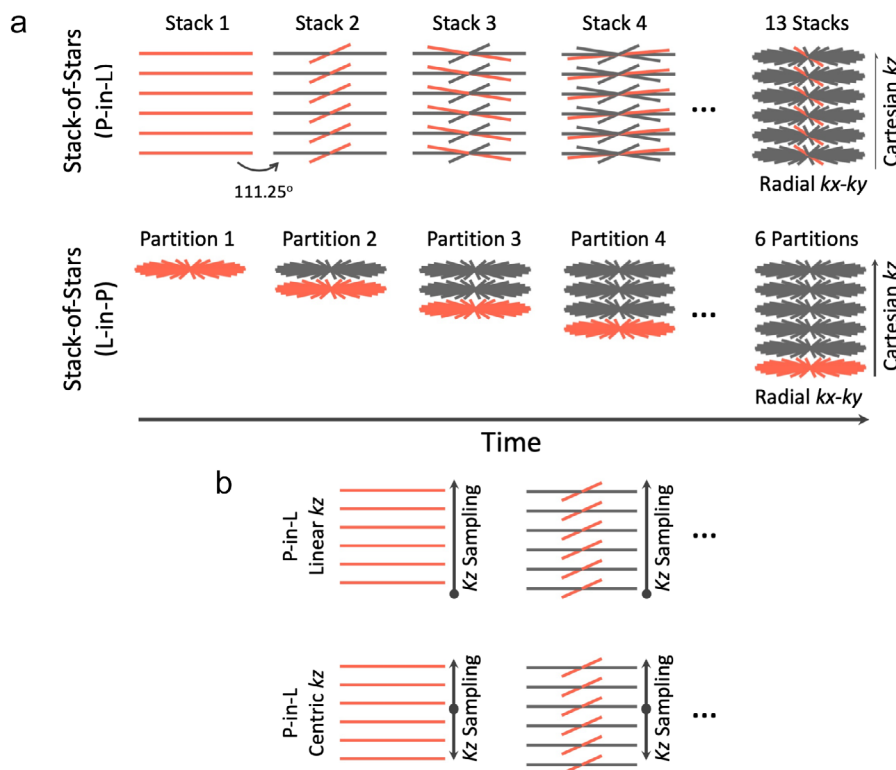 a
Stack 1
Stack 2
Stack 3
Stack 4
13 Stacks
Stack-of-Stars
(P-in-L)
...
111.25°
Cartesian kz
Radial kx-ky
Partition 1
Partition 2
Partition 3
Partition 4
6 Partitions
Stack-of-Stars
(L-in-P)
...
Cartesian kz
Radial kx-ky
Time
b
P-in-L
Linear kz
Kz Sampling
Kz Sampling
...
P-in-L
Centric kz
Kz Sampling
Kz Sampling
...